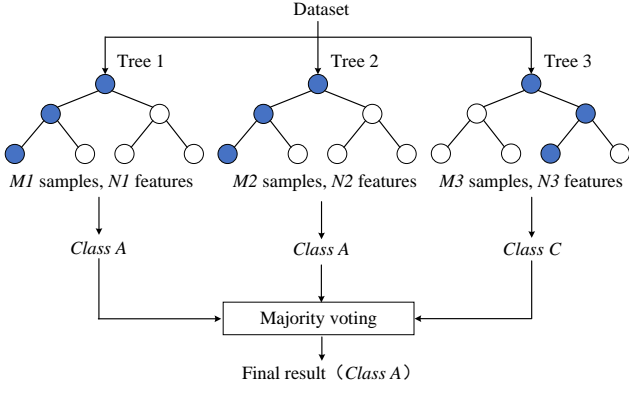 Dataset
Tree 1
Tree 2
Tree 3
M1 samples, N1 features
M2 samples, N2 features
M3 samples, N3 features
Class A
Class A
Class C
Majority voting
Final result（Class A）